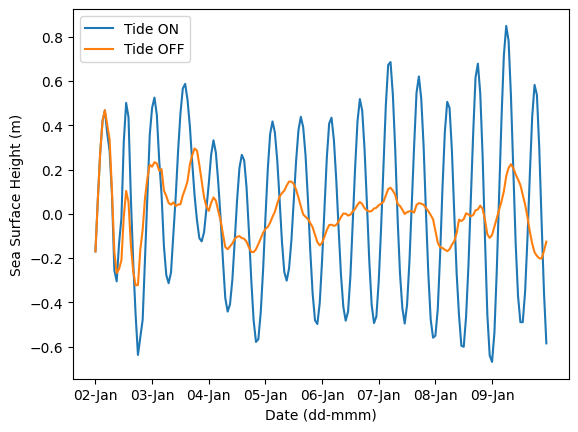 Tide ON
Tide OFF
Sea Surface Height (m)
0.8
0.6
0.4
0.2
0.0
−0.2
−0.4
−0.6
02-Jan 03-Jan 04-Jan 05-Jan 06-Jan 07-Jan 08-Jan 09-Jan
Date (dd-mmm)